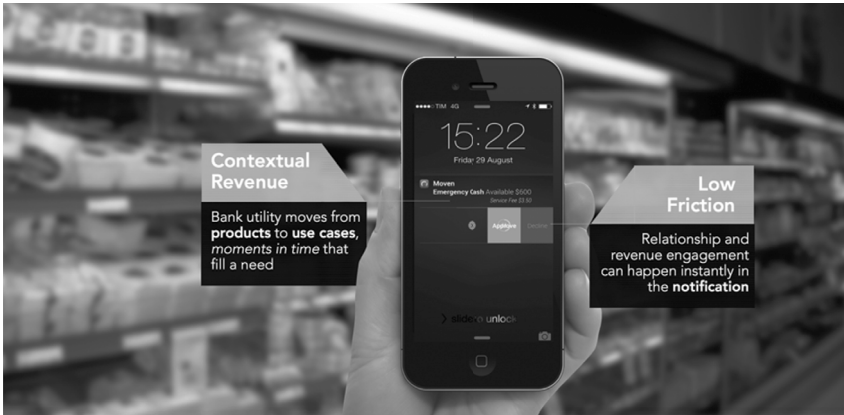 Contextual
Revenue
Bank utility moves from
products to use cases,
moments in time that
fill a need
TIM 4G
15:22
Friday 29 August
Moven
Emergency Cash Available $500
Service Fee $5.50
Approve
Decline
slide to unlock
Low
Friction
Relationship and
revenue engagement
can happen instantly in
the notification